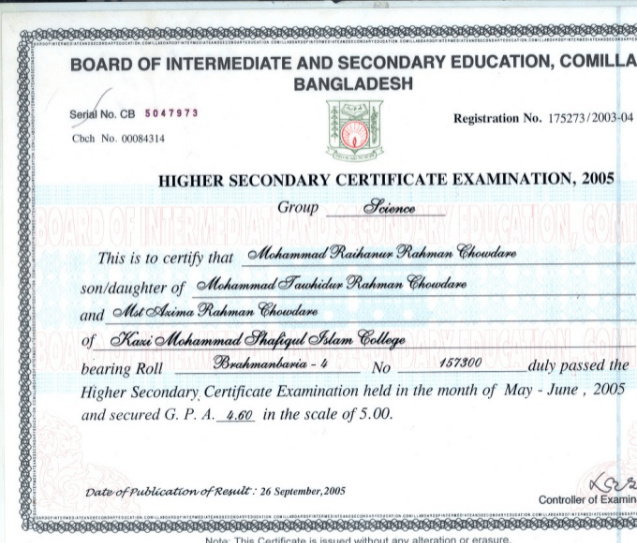 BOARD OF INTERMEDIATE AND SECONDARY EDUCATION, COMILLA
BANGLADESH
Serial No. CB 5047973
Registration No. 175273/2003-04
Cbch No. 00084314
HIGHER SECONDARY CERTIFICATE EXAMINATION, 2005
Group Science
This is to certify that Mohammad Raihanur Rahman Chowdare
son/daughter of Mohammad Tawhidur Rahman Chowdare
and Mst Azima Rahman Chowdare
of Kazi Mohammad Shafiqul Islam College
bearing Roll Brahmanbaria - 4 No 157300 duly passed the
Higher Secondary Certificate Examination held in the month of May - June , 2005
and secured G. P. A. 4.60 in the scale of 5.00.
Date of Publication of Result : 26 September, 2005
Controller of Examin
Note: This Certificate is issued without any alteration or erasure.